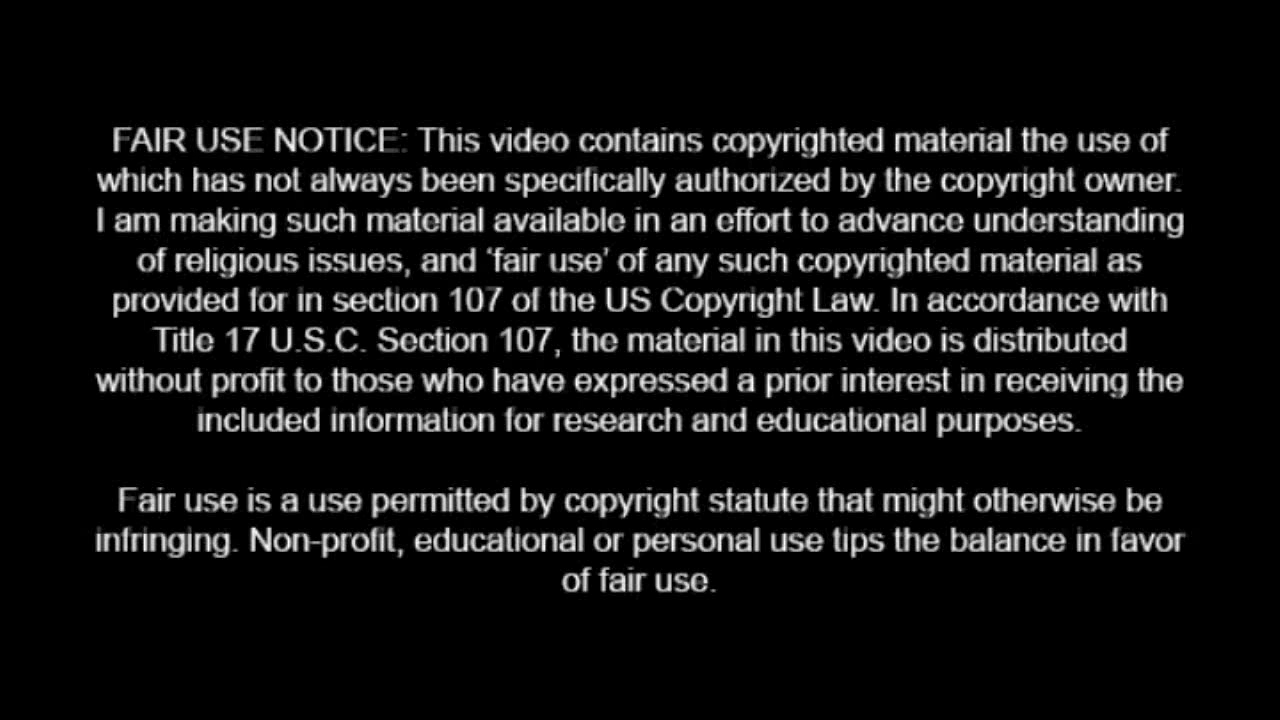 FAIR USE NOTICE: This video contains copyrighted material the use of
which has not always been specifically authorized by the copyright owner.
I am making such material available in an effort to advance understanding
of religious issues, and ‘fair use’ of any such copyrighted material as
provided for in section 107 of the US Copyright Law. In accordance with
Title 17 U.S.C. Section 107, the material in this video is distributed
without profit to those who have expressed a prior interest in receiving the
included information for research and educational purposes.
Fair use is a use permitted by copyright statute that might otherwise be
infringing. Non-profit, educational or personal use tips the balance in favor
of fair use.